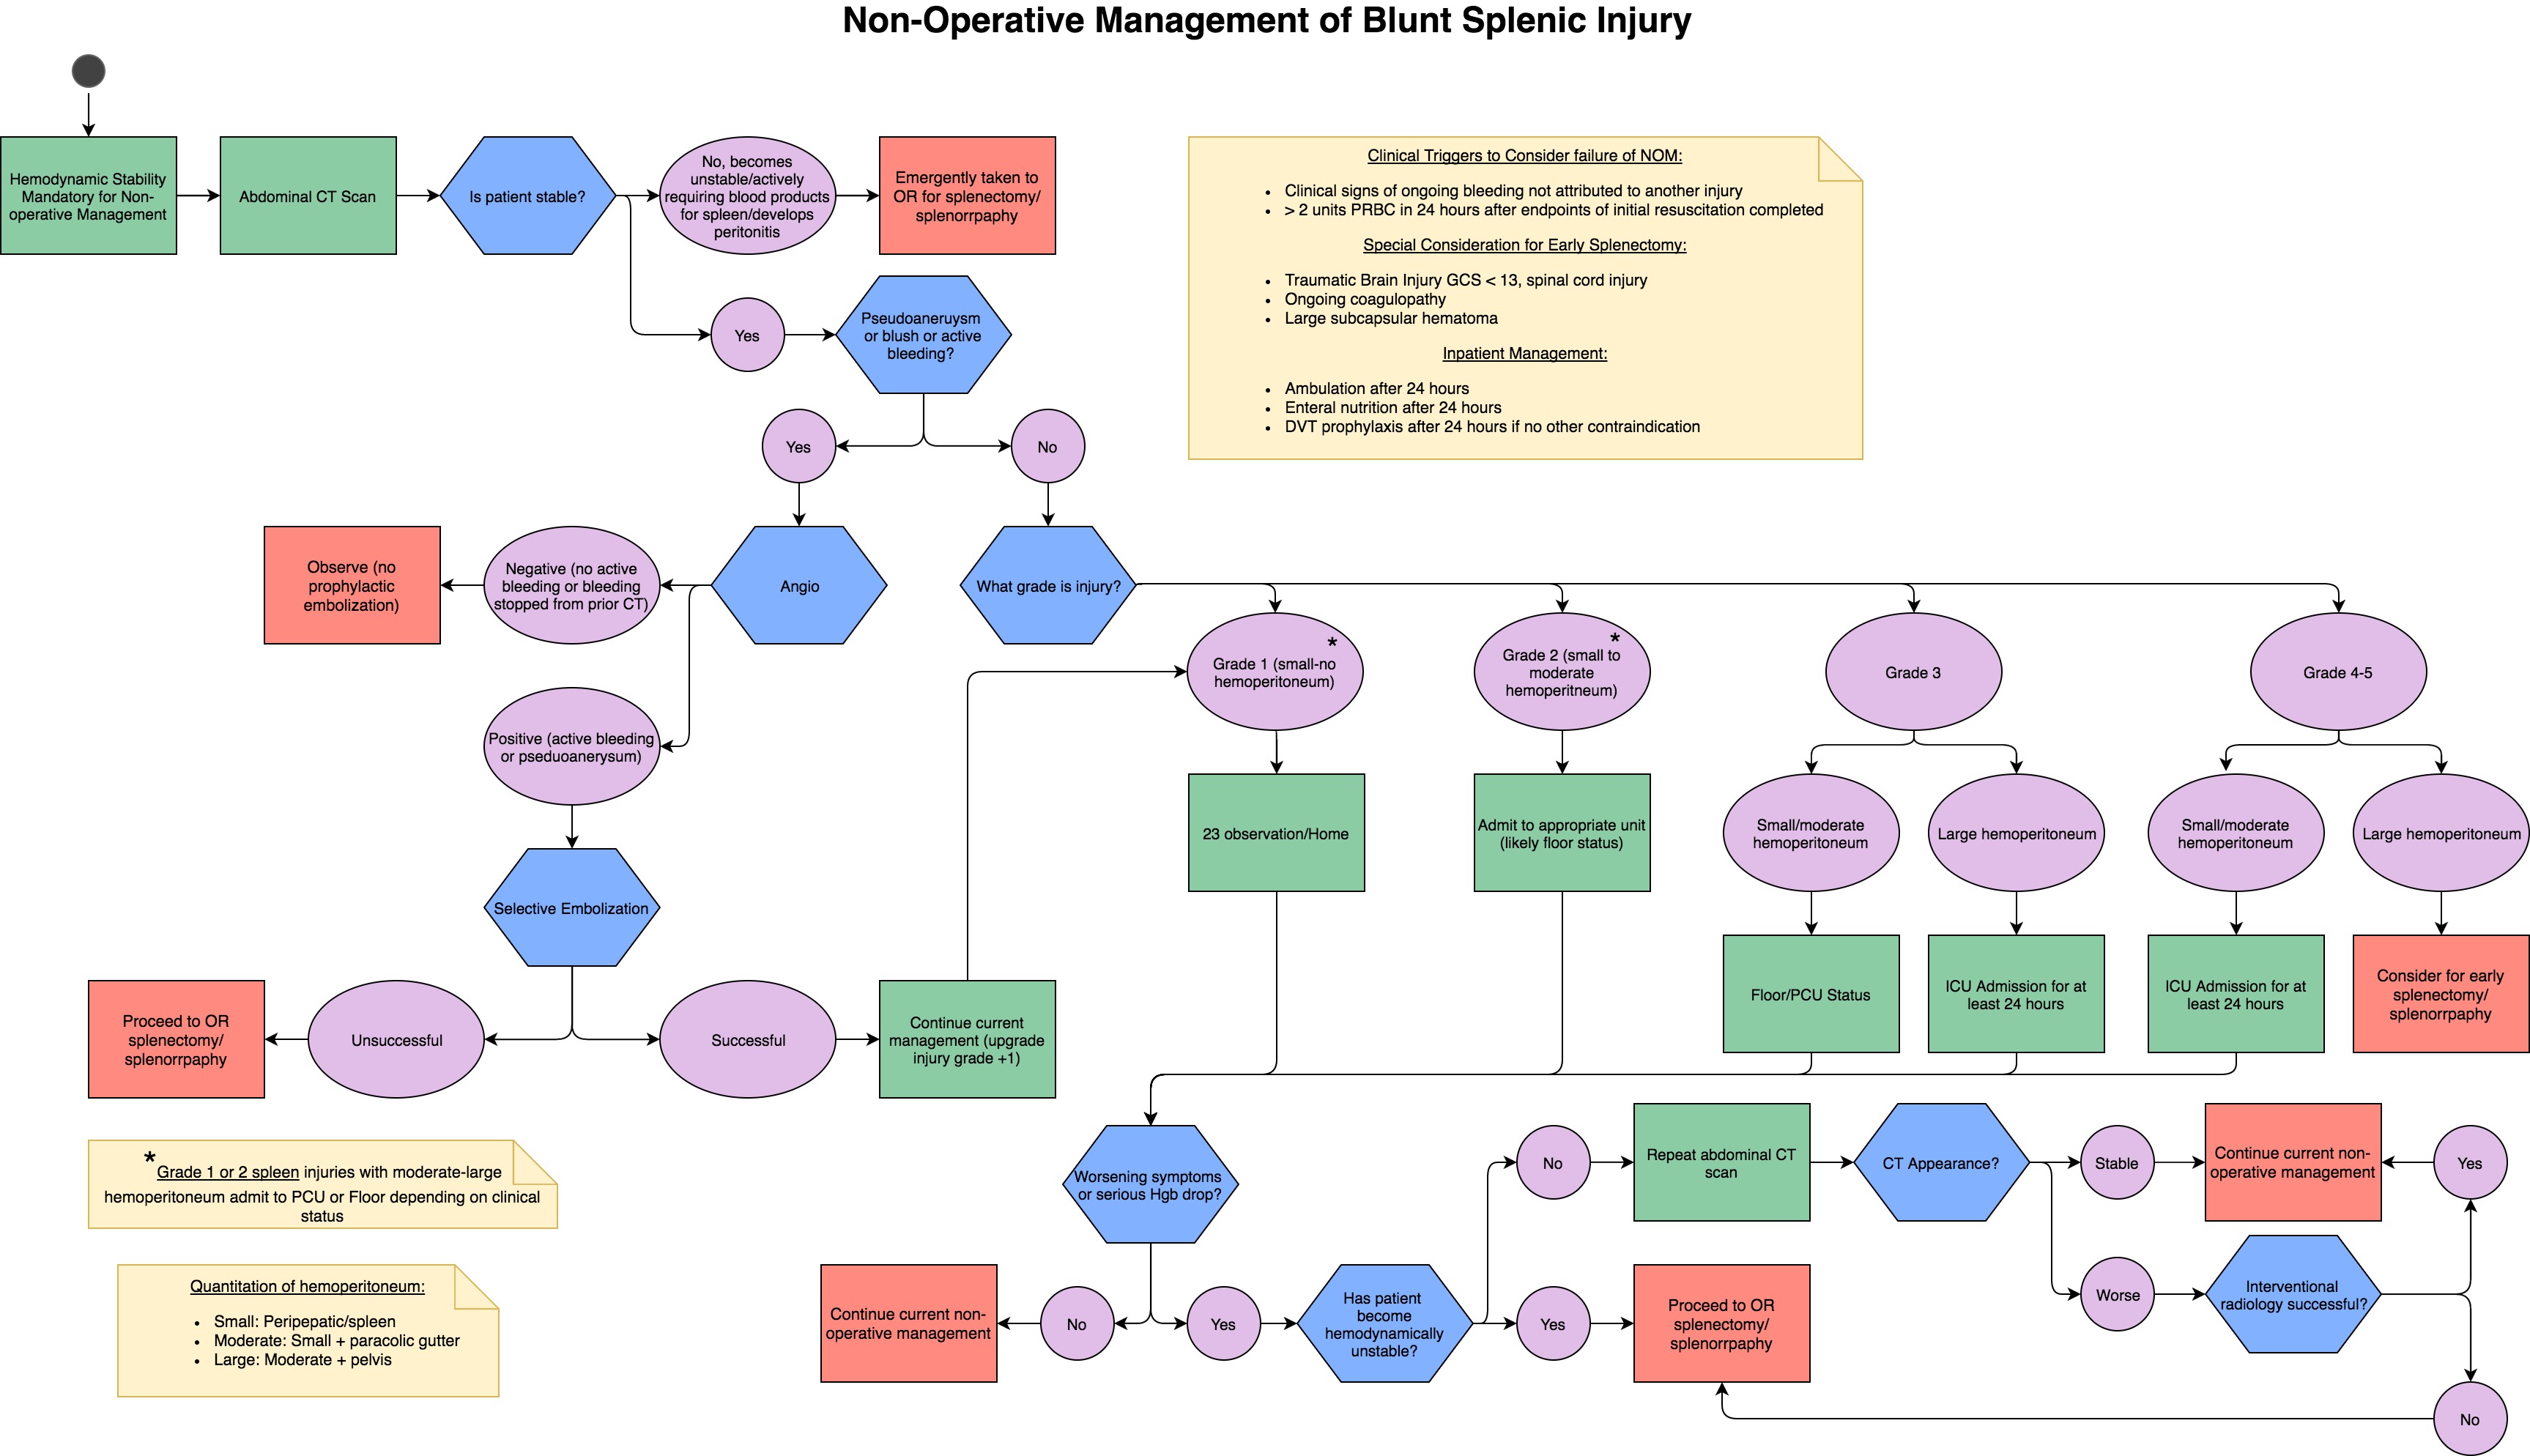 Non-Operative Management of Blunt Splenic Injury
Hemodynamic Stability
Mandatory for Non-
operative Management
Abdominal CT Scan
Is patient stable?
No, becomes
unstable/actively
requiring blood products
for spleen/develops
peritonitis
Emergently taken to
OR for splenectomy/
splenorrpaphy
Clinical Triggers to Consider failure of NOM:
• Clinical signs of ongoing bleeding not attributed to another injury
• > 2 units PRBC in 24 hours after endpoints of initial resuscitation completed
Special Consideration for Early Splenectomy:
• Traumatic Brain Injury GCS < 13, spinal cord injury
• Ongoing coagulopathy
• Large subcapsular hematoma
Inpatient Management:
• Ambulation after 24 hours
• Enteral nutrition after 24 hours
• DVT prophylaxis after 24 hours if no other contraindication
Yes
Pseudoaneruysm
or blush or active
bleeding?
Yes
No
Observe (no
prophylactic
embolization)
Negative (no active
bleeding or bleeding
stopped from prior CT)
Angio
What grade is injury?
*
Grade 1 (small-no
hemoperitoneum)
*
Grade 2 (small to
moderate
hemoperitneum)
Grade 3
Grade 4-5
Positive (active bleeding
or pseduoanerysum)
23 observation/Home
Admit to appropriate unit
(likely floor status)
Small/moderate
hemoperitoneum
Large hemoperitoneum
Small/moderate
hemoperitoneum
Large hemoperitoneum
Selective Embolization
Floor/PCU Status
ICU Admission for at
least 24 hours
ICU Admission for at
least 24 hours
Consider for early
splenectomy/
splenorrpaphy
Proceed to OR
splenectomy/
splenorrpaphy
Unsuccessful
Successful
Continue current
management (upgrade
injury grade +1)
*Grade 1 or 2 spleen injuries with moderate-large
hemoperitoneum admit to PCU or Floor depending on clinical
status
Worsening symptoms
or serious Hgb drop?
No
Repeat abdominal CT
scan
CT Appearance?
Stable
Continue current non-
operative management
Yes
Quantitation of hemoperitoneum:
• Small: Peripepatic/spleen
• Moderate: Small + paracolic gutter
• Large: Moderate + pelvis
Continue current non-
operative management
No
Yes
Has patient
become
hemodynamically
unstable?
Yes
Proceed to OR
splenectomy/
splenorrpaphy
Worse
Interventional
radiology successful?
No